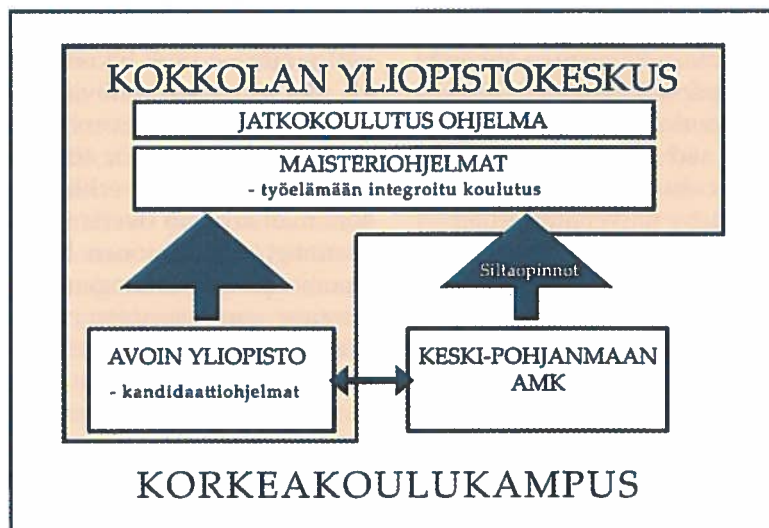 KOKKOLAN YLIOPISTOKESKUS
JATKOKOULUTUS OHJELMA
MAISTERIOHJELMAT
- työelämään integroitu koulutus
Siltaopinnot
AVOIN YLIOPISTO
- kandidaattiohjelmat
KESKI-POHJANMAAN
AMK
KORKEAKOULUKAMPUS